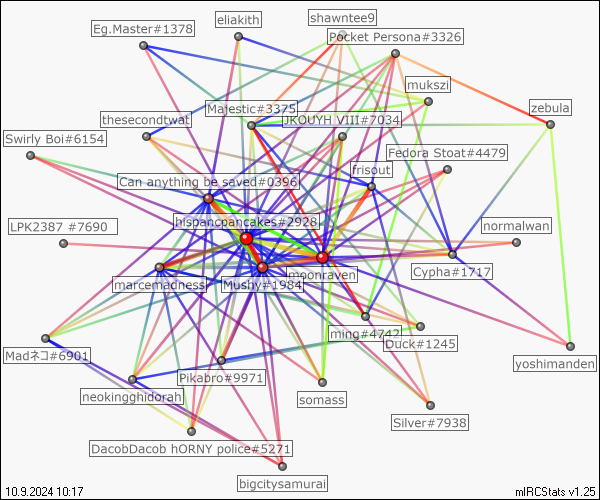 eliakith
shawntee9
Eg.Master#1378
Pocket Persona#3326
mukszi
Majestic#3375
zebula
thesecondtwat
JKOUYH VIII#7034
Swirly Boi#6154
Fedora Stoat#4479
frisout
Can anything be saved#0396
hispancpancakes#2928
LPK2387 #7690
normalwan
moonraven
Cypha#1717
marcemadness
Mushy#1984
ming#4742
Duck#1245
Madネコ#6901
yoshimanden
Pikabro#9971
neokingghidorah
somass
Silver#7938
DacobDacob hORNY police#5271
bigcitysamurai
10.9.2024 10:17
mIRCStats v1.25